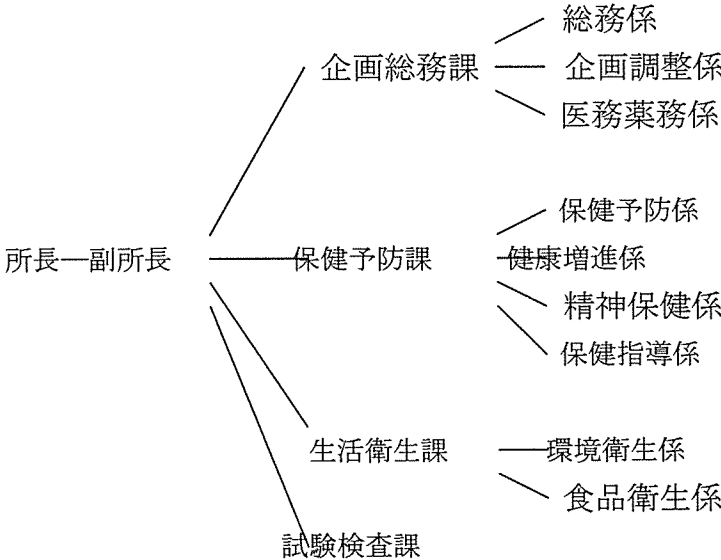 総務係
企画総務課 企画調整係
医務薬務係
保健予防係
所長―副所長 保健予防課 健康増進係
精神保健係
保健指導係
生活衛生課 環境衛生係
食品衛生係
試験検査課